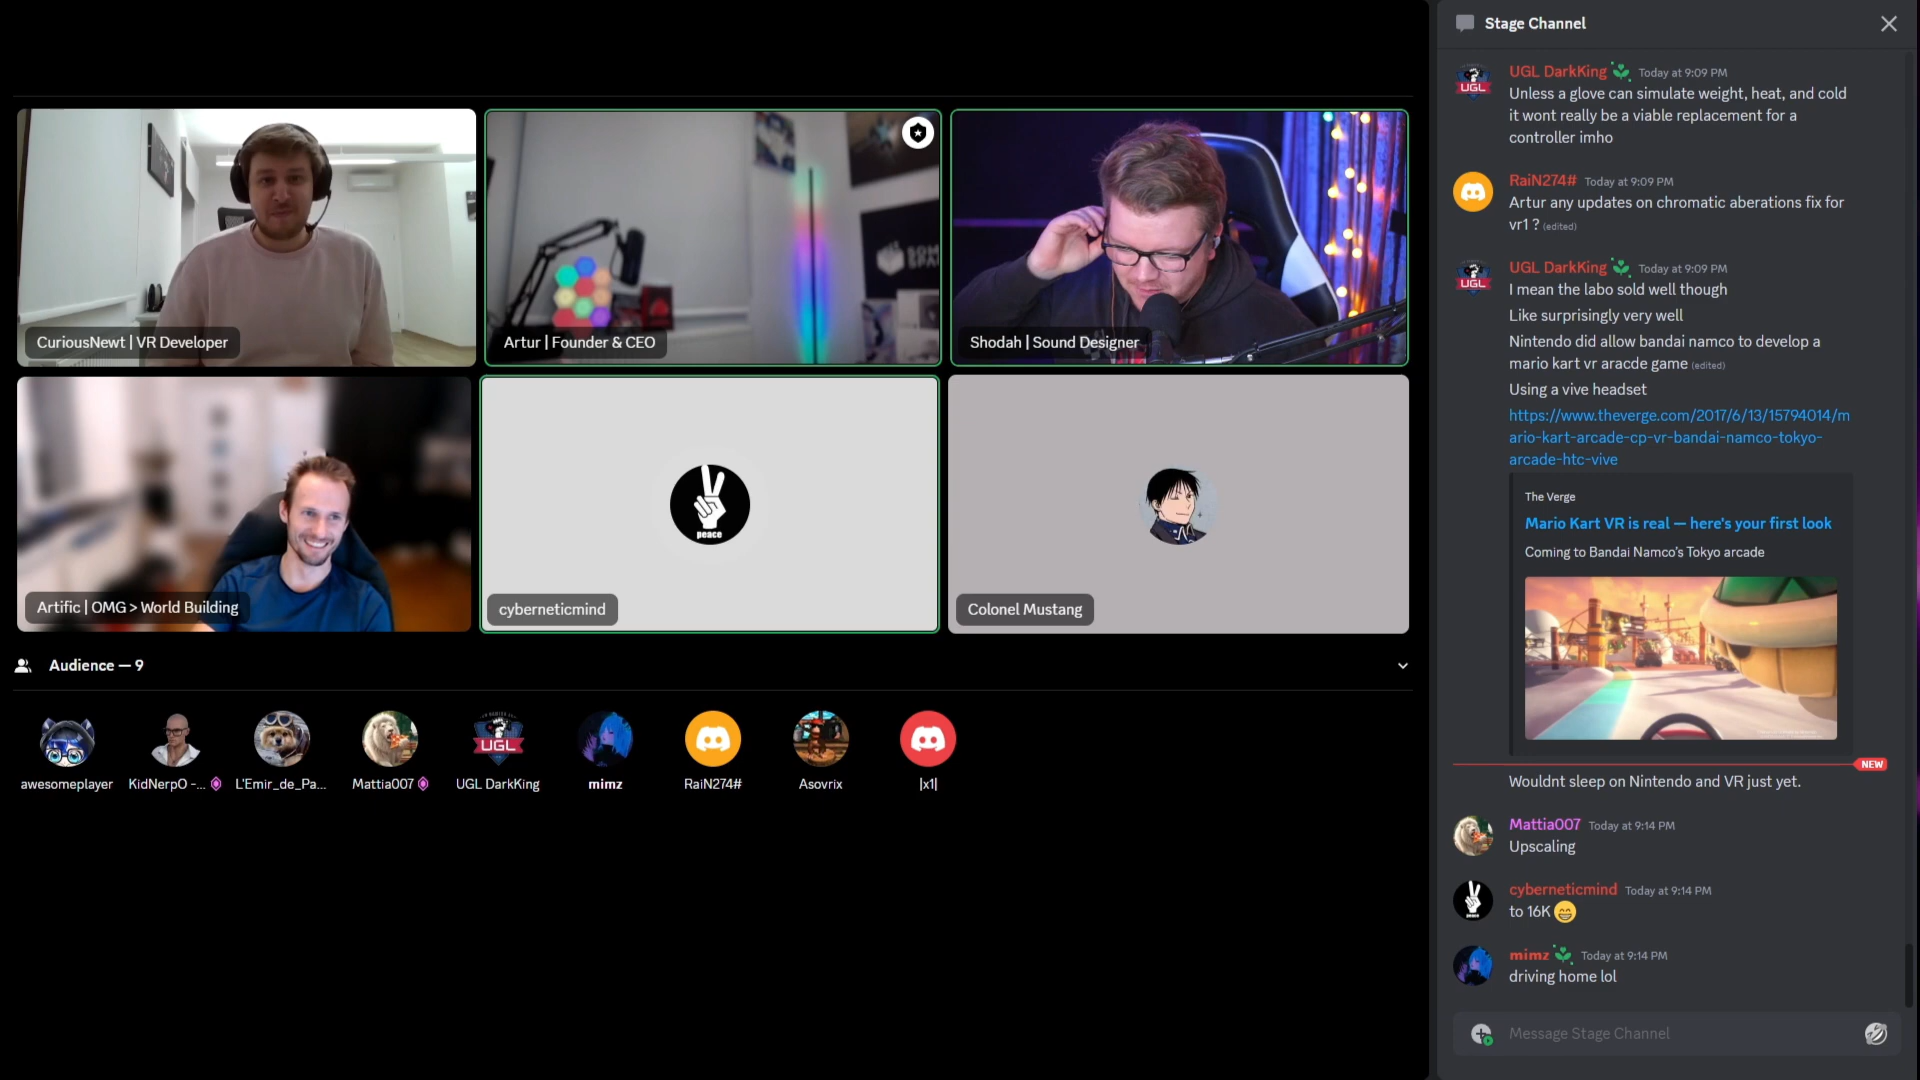 CuriousNewt | VR Developer
Artur | Founder & CEO
Shodah | Sound Designer
Artific | OMG > World Building
peace
cyberneticmind
Colonel Mustang
Audience — 9
awesomeplayer
KidNerpO -...
L'Emir_de_Pa...
Mattia007
UGL
UGL DarkKing
mimz
RaiN274#
Asovrix
|x1|
Stage Channel
UGL
UGL DarkKing Today at 9:09 PM
Unless a glove can simulate weight, heat, and cold
it wont really be a viable replacement for a
controller imho
RaiN274# Today at 9:09 PM
Artur any updates on chromatic aberations fix for
vr1 ? (edited)
UGL
UGL DarkKing Today at 9:09 PM
I mean the labo sold well though
Like surprisingly very well
Nintendo did allow bandai namco to develop a
mario kart vr aracde game (edited)
Using a vive headset
https://www.theverge.com/2017/6/13/15794014/m
ario-kart-arcade-cp-vr-bandai-namco-tokyo-
arcade-htc-vive
The Verge
Mario Kart VR is real — here's your first look
Coming to Bandai Namco's Tokyo arcade
NEW
Wouldnt sleep on Nintendo and VR just yet.
Mattia007 Today at 9:14 PM
Upscaling
cyberneticmind Today at 9:14 PM
to 16K
mimz Today at 9:14 PM
driving home lol
Message Stage Channel